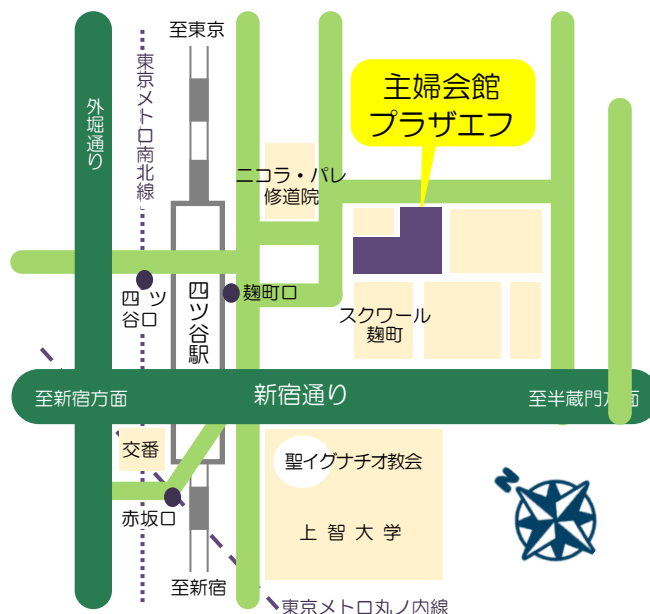 至東京
外堀通り
東京メトロ南北線
主婦会館
プラザエフ
ニコラ・バレ
修道院
四ツ
谷口
四ツ谷駅
麹町口
スクワール
麹町
至新宿方面
新宿通り
至半蔵門方面
交番
聖イグナチオ教会
赤坂口
上智大学
N
至新宿
東京メトロ丸ノ内線